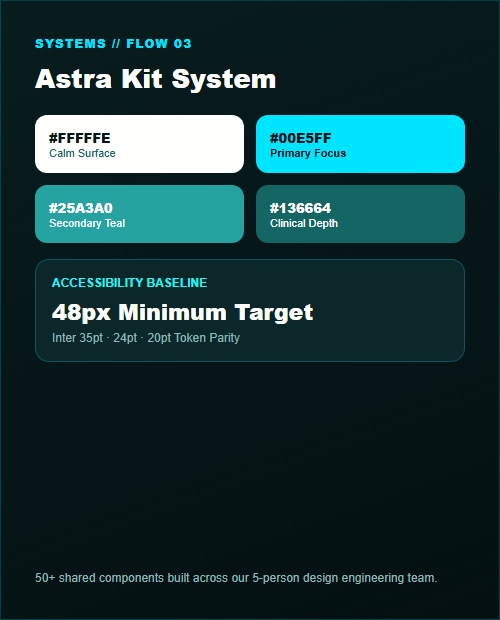 SYSTEMS // FLOW 03
Astra Kit System
#FFFFFE
Calm Surface
#00E5FF
Primary Focus
#25A3A0
Secondary Teal
#136664
Clinical Depth
ACCESSIBILITY BASELINE
48px Minimum Target
Inter 35pt · 24pt · 20pt Token Parity
50+ shared components built across our 5-person design engineering team.